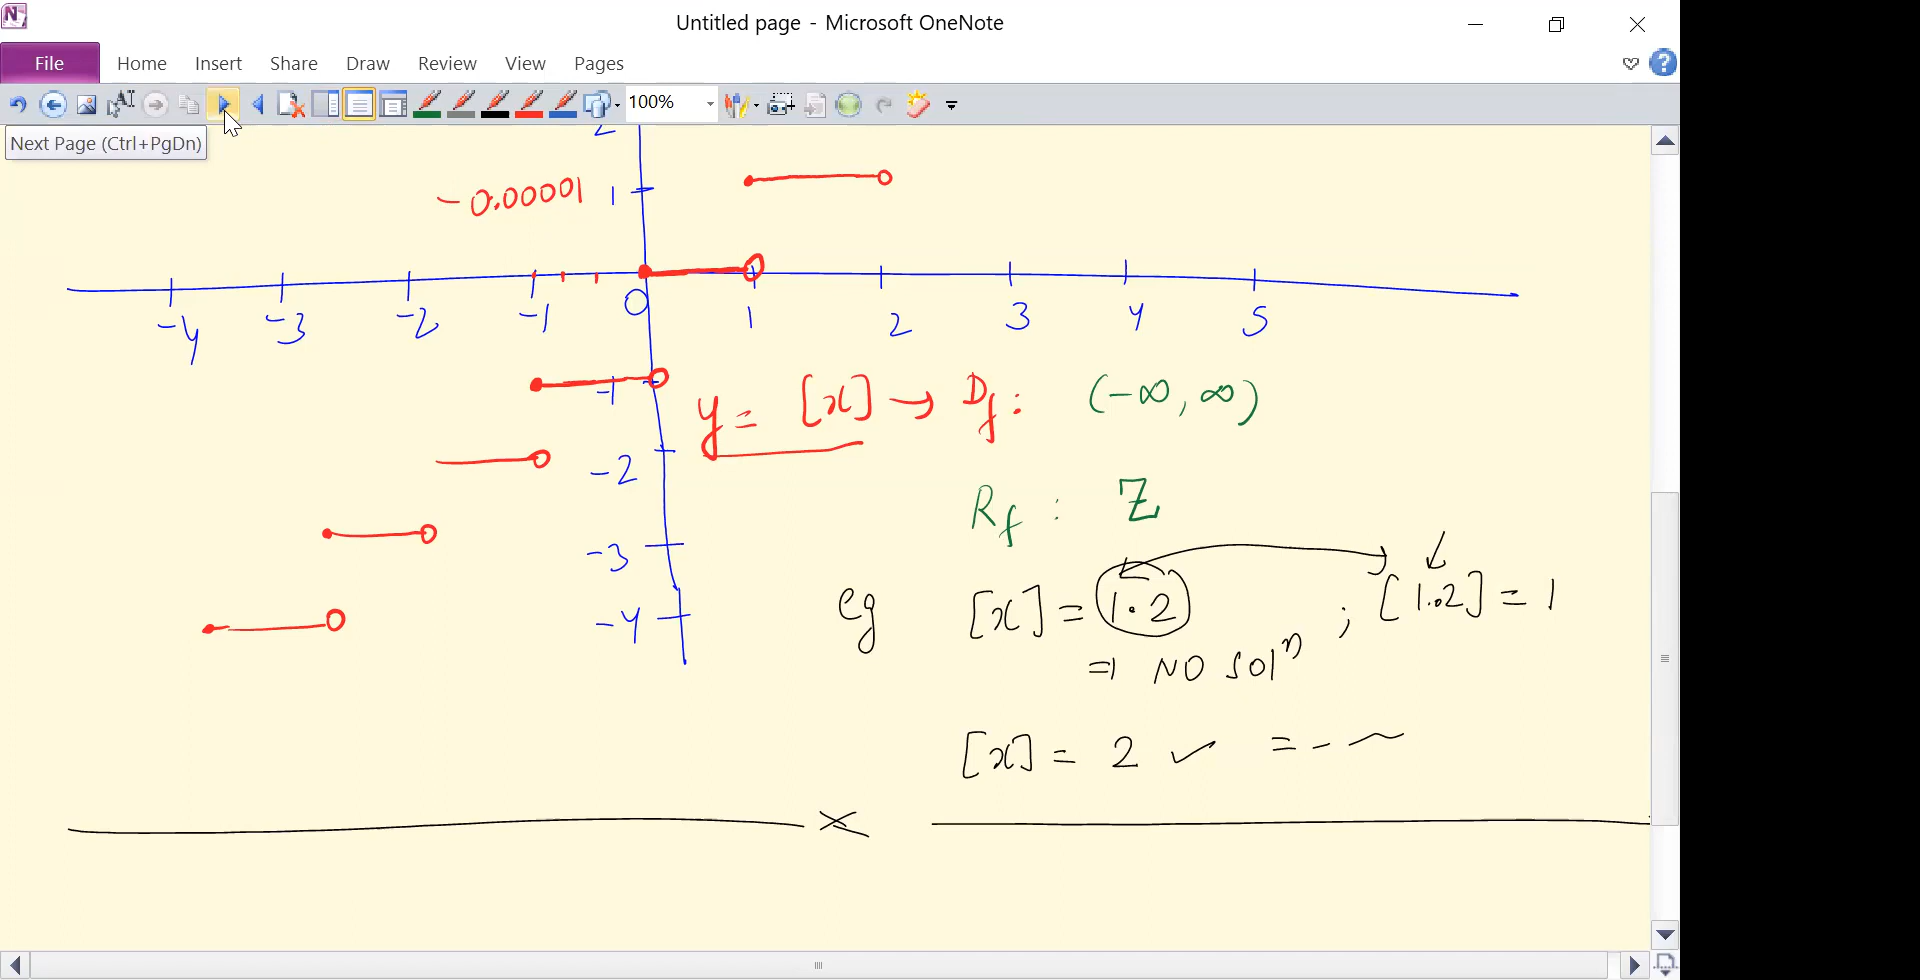 Untitled page - Microsoft OneNote
File Home Insert Share Draw Review View Pages
100%
Next Page (Ctrl+PgDn)
2
-0.00001 1
-4 -3 -2 -1 0 1 2 3 4 5
-1
y = [x] → Df : (-∞, ∞)
-2
Rf : Z
-3
eg [x] = 1.2 ; [1.2] = 1
-4
⇒ NO solⁿ
[x] = 2 ✓ = - ~